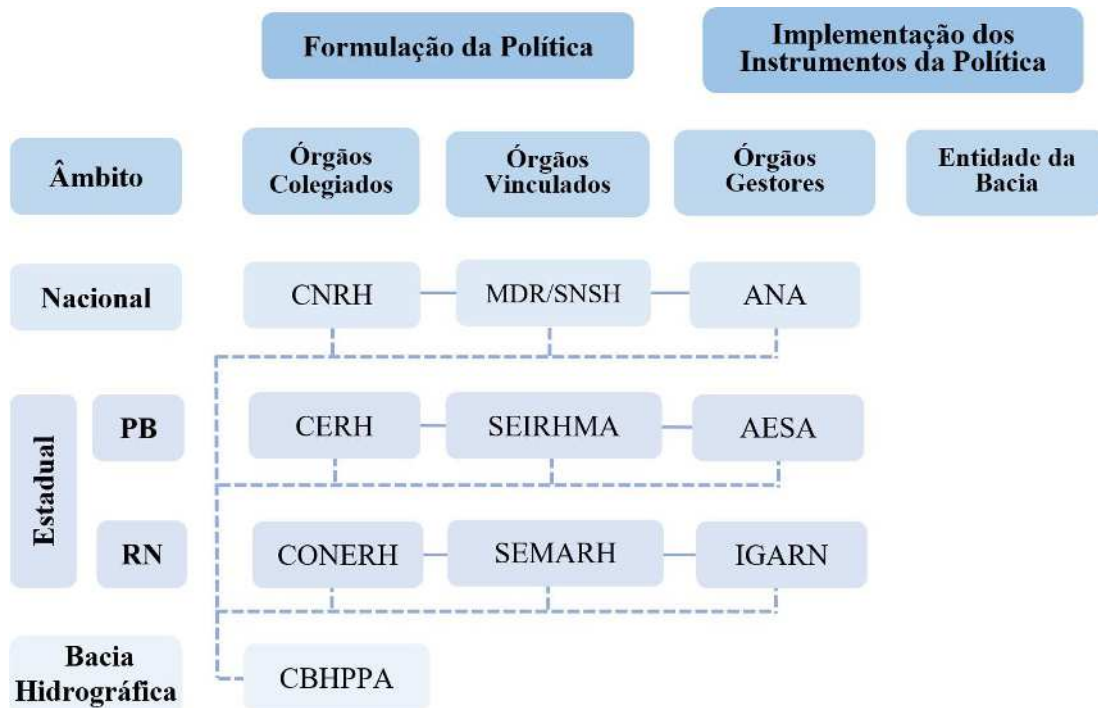 Formulação da Política
Implementação dos
Instrumentos da Política
Âmbito
Órgãos
Colegiados
Órgãos
Vinculados
Órgãos
Gestores
Entidade da
Bacia
Nacional
CNRH
MDR/SNSH
ANA
Estadual
PB
CERH
SEIRHMA
AESA
RN
CONERH
SEMARH
IGARN
Bacia
Hidrográfica
CBHPPA